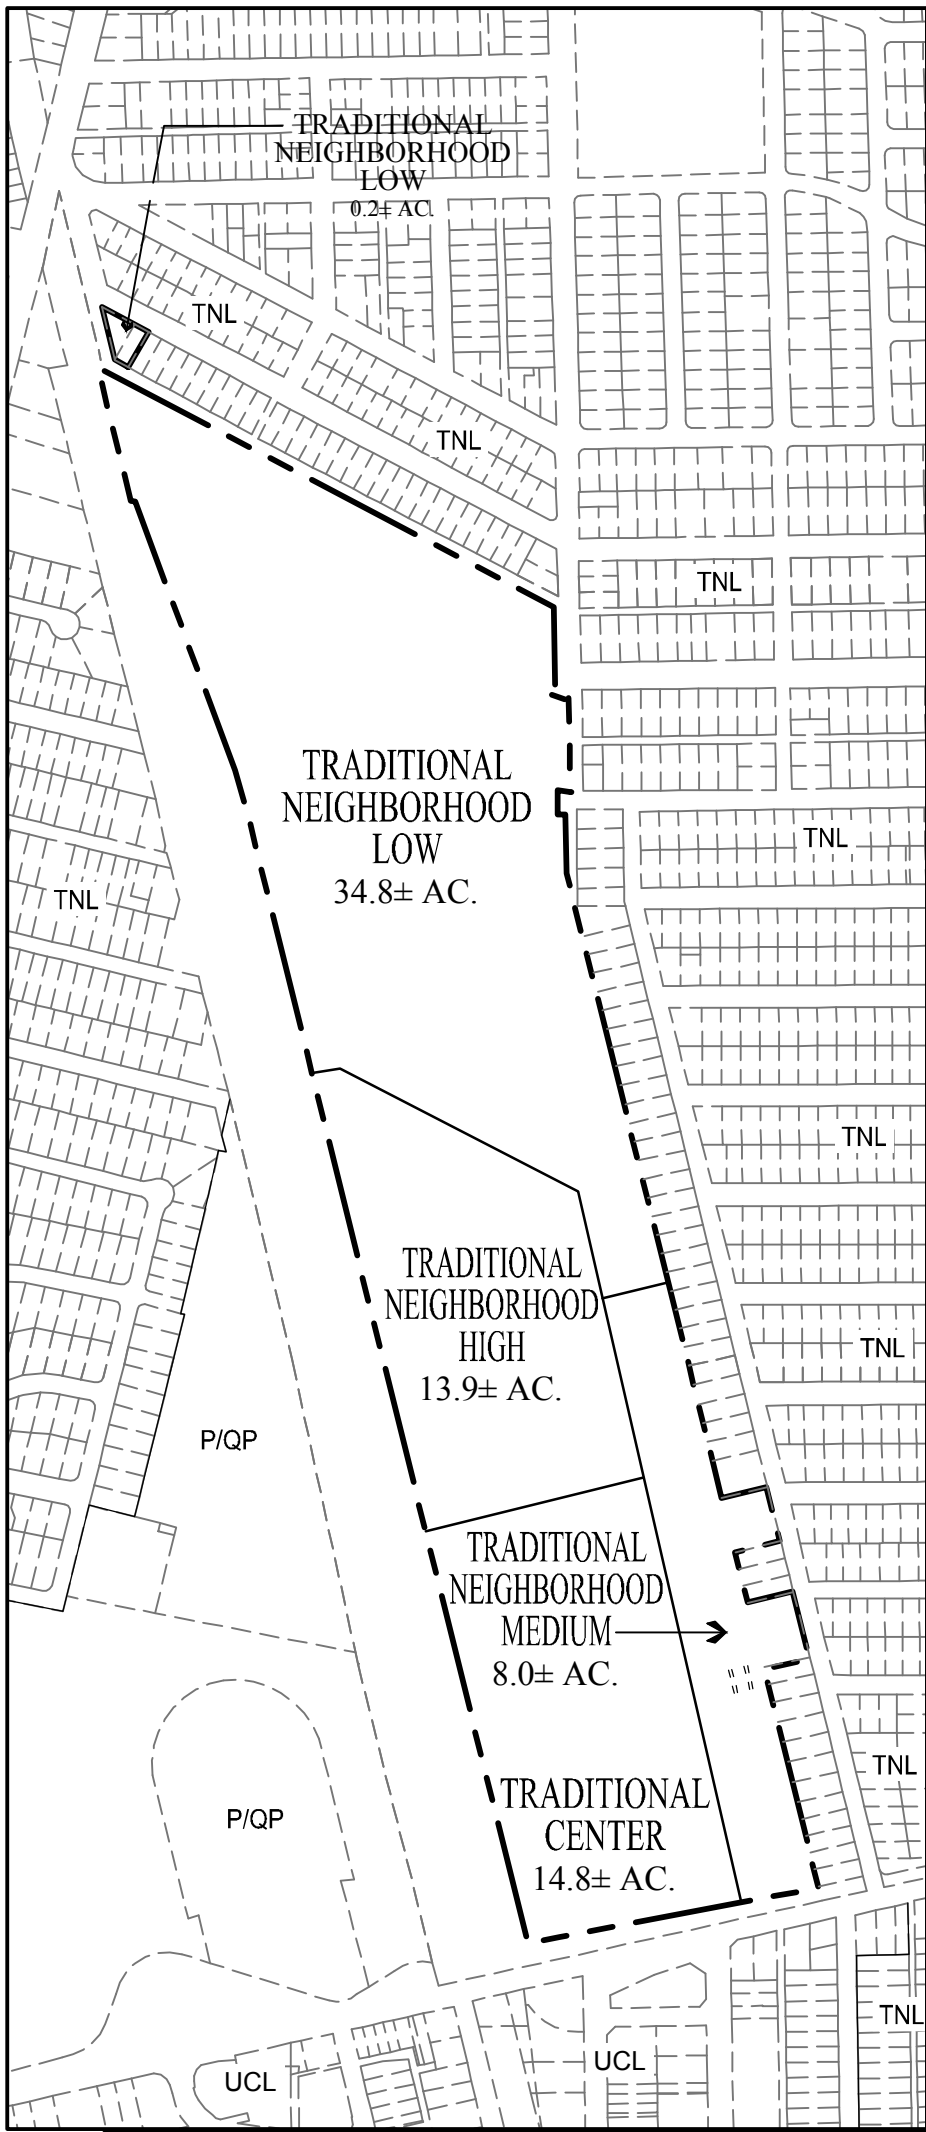 TRADITIONAL
NEIGHBORHOOD
LOW
0.2± AC.
TNL
TNL
TNL
TRADITIONAL
NEIGHBORHOOD
LOW
34.8± AC.
TNL
TNL
TNL
TRADITIONAL
NEIGHBORHOOD
HIGH
13.9± AC.
TNL
P/QP
TRADITIONAL
NEIGHBORHOOD
MEDIUM
8.0± AC.
TNL
P/QP
TRADITIONAL
CENTER
14.8± AC.
TNL
UCL
UCL